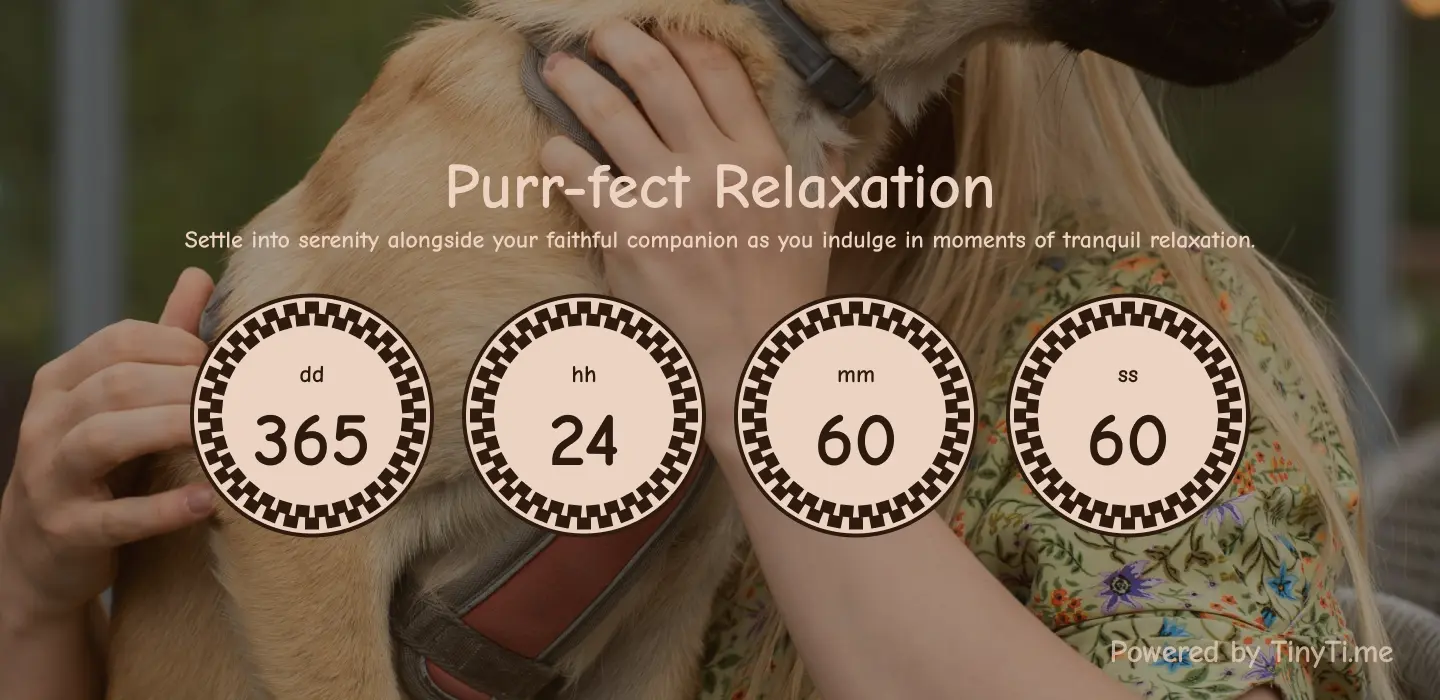 Purr-fect Relaxation
Settle into serenity alongside your faithful companion as you indulge in moments of tranquil relaxation.
dd hh mm ss
365 24 60 60
Powered by TinyTi.me